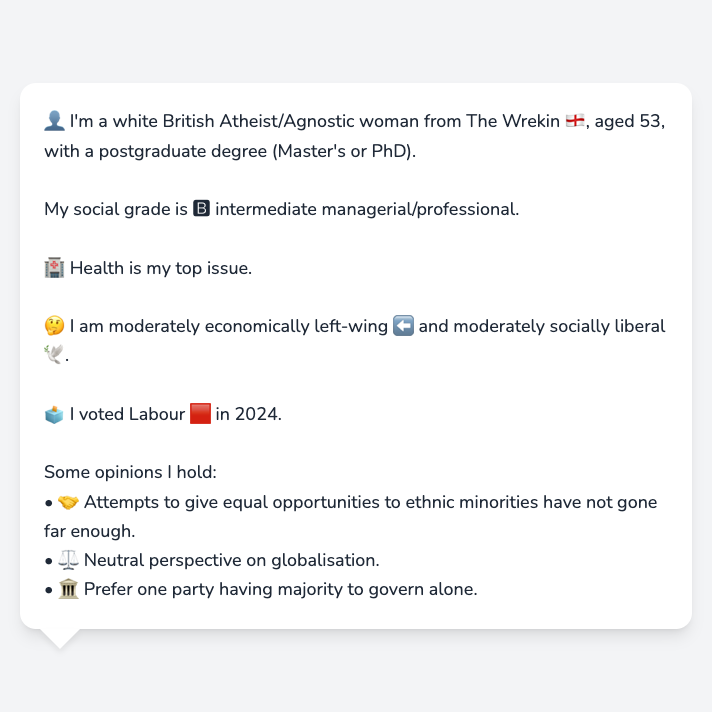 👤 I'm a white British Atheist/Agnostic woman from The Wrekin 🏴󠁧󠁢󠁥󠁮󠁧󠁿, aged 53,
with a postgraduate degree (Master's or PhD).
My social grade is 🅱 intermediate managerial/professional.
🏥 Health is my top issue.
🤔 I am moderately economically left-wing ⬅️ and moderately socially liberal
🕊️.
🗳️ I voted Labour 🟥 in 2024.
Some opinions I hold:
• 🤝 Attempts to give equal opportunities to ethnic minorities have not gone
far enough.
• ⚖️ Neutral perspective on globalisation.
• 🏛️ Prefer one party having majority to govern alone.